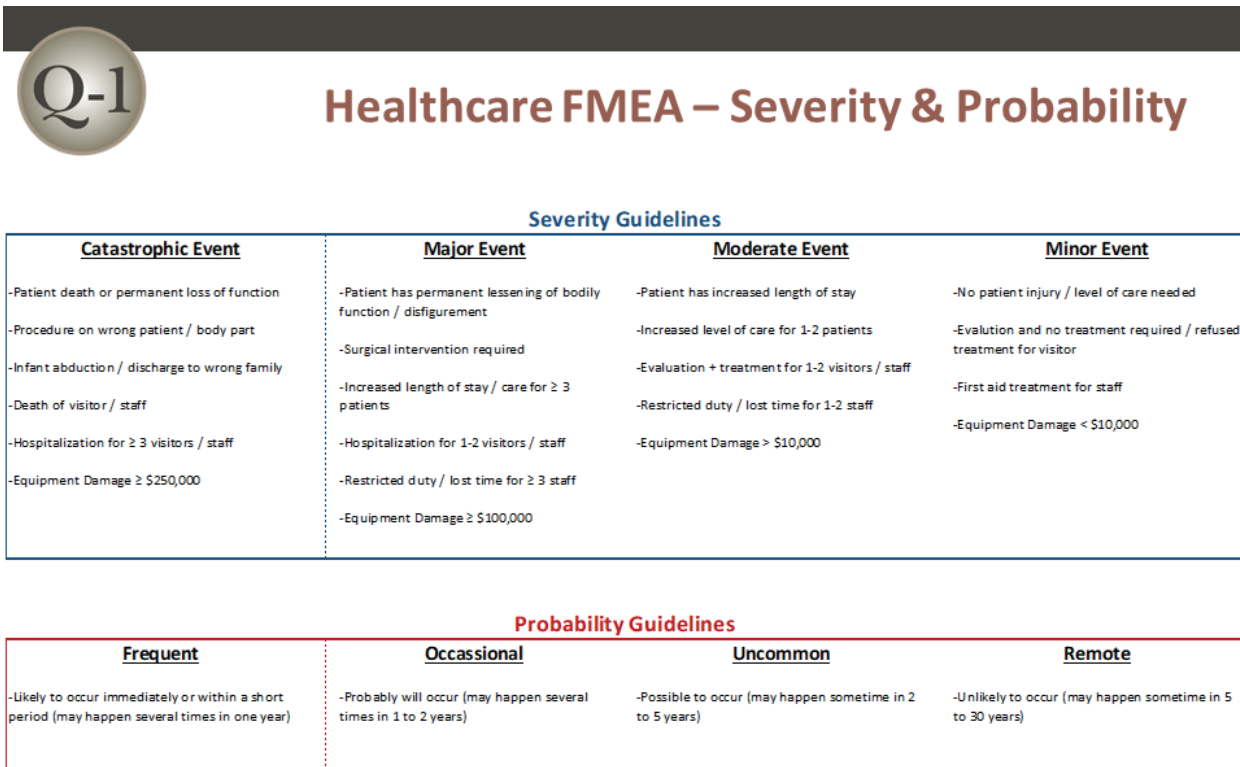 Q-1
Healthcare FMEA – Severity & Probability
Severity Guidelines
Catastrophic Event
-Patient death or permanent loss of function
-Procedure on wrong patient / body part
-Infant abduction / discharge to wrong family
-Death of visitor / staff
-Hospitalization for ≥ 3 visitors / staff
-Equipment Damage ≥ $250,000
Major Event
-Patient has permanent lessening of bodily
function / disfigurement
-Surgical intervention required
-Increased length of stay / care for ≥ 3
patients
-Hospitalization for 1-2 visitors / staff
-Restricted duty / lost time for ≥ 3 staff
-Equipment Damage ≥ $100,000
Moderate Event
-Patient has increased length of stay
-Increased level of care for 1-2 patients
-Evaluation + treatment for 1-2 visitors / staff
-Restricted duty / lost time for 1-2 staff
-Equipment Damage > $10,000
Minor Event
-No patient injury / level of care needed
-Evalution and no treatment required / refused
treatment for visitor
-First aid treatment for staff
-Equipment Damage < $10,000
Probability Guidelines
Frequent
-Likely to occur immediately or within a short
period (may happen several times in one year)
Occassional
-Probably will occur (may happen several
times in 1 to 2 years)
Uncommon
-Possible to occur (may happen sometime in 2
to 5 years)
Remote
-Unlikely to occur (may happen sometime in 5
to 30 years)